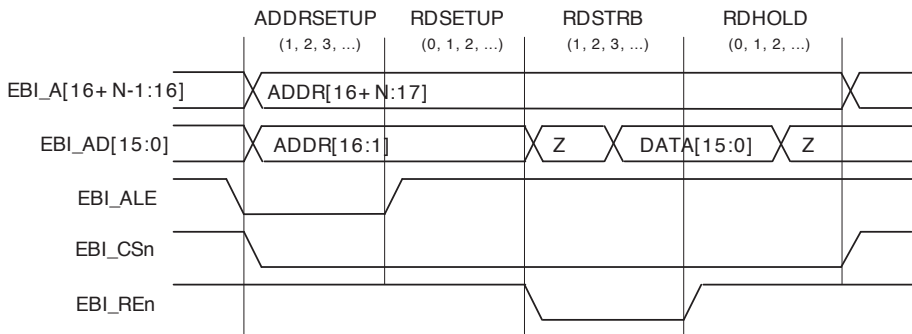 ADDRSETUP RDSETUP RDSTRB RDHOLD
(1, 2, 3, ...) (0, 1, 2, ...) (1, 2, 3, ...) (0, 1, 2, ...)
EBI_A[16+N-1:16] ADDR[16+N:17]
EBI_AD[15:0] ADDR[16:1] Z DATA[15:0] Z
EBI_ALE
EBI_CSn
EBI_REn